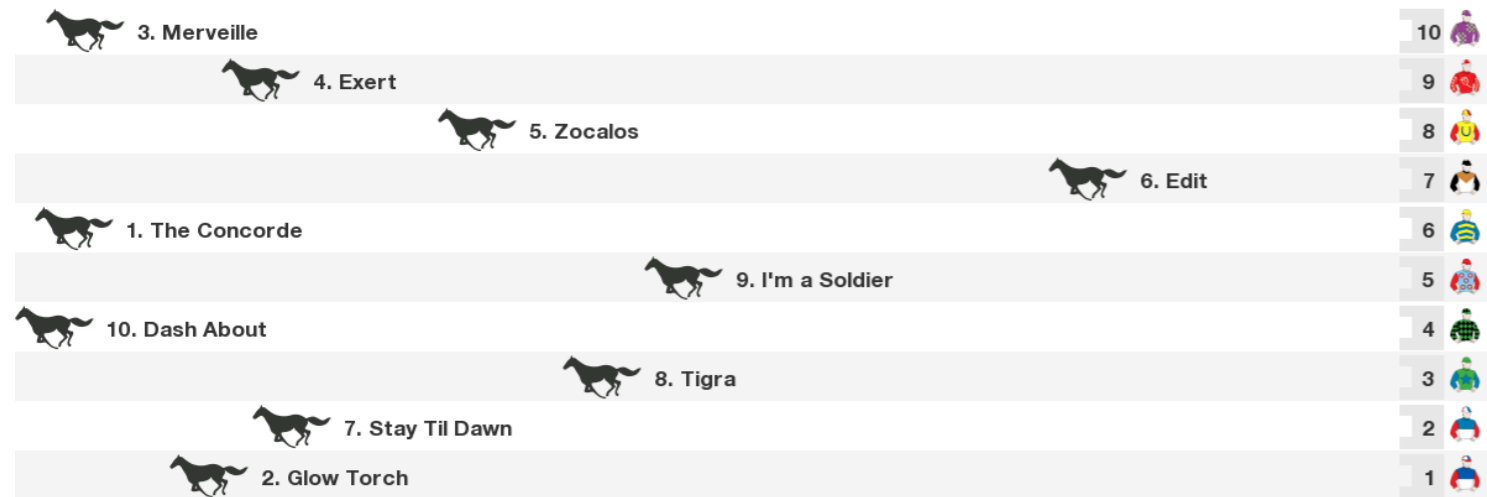 3. Merveille 10
4. Exert 9
5. Zocalos 8
6. Edit 7
1. The Concorde 6
9. I'm a Soldier 5
10. Dash About 4
8. Tigra 3
7. Stay Til Dawn 2
2. Glow Torch 1